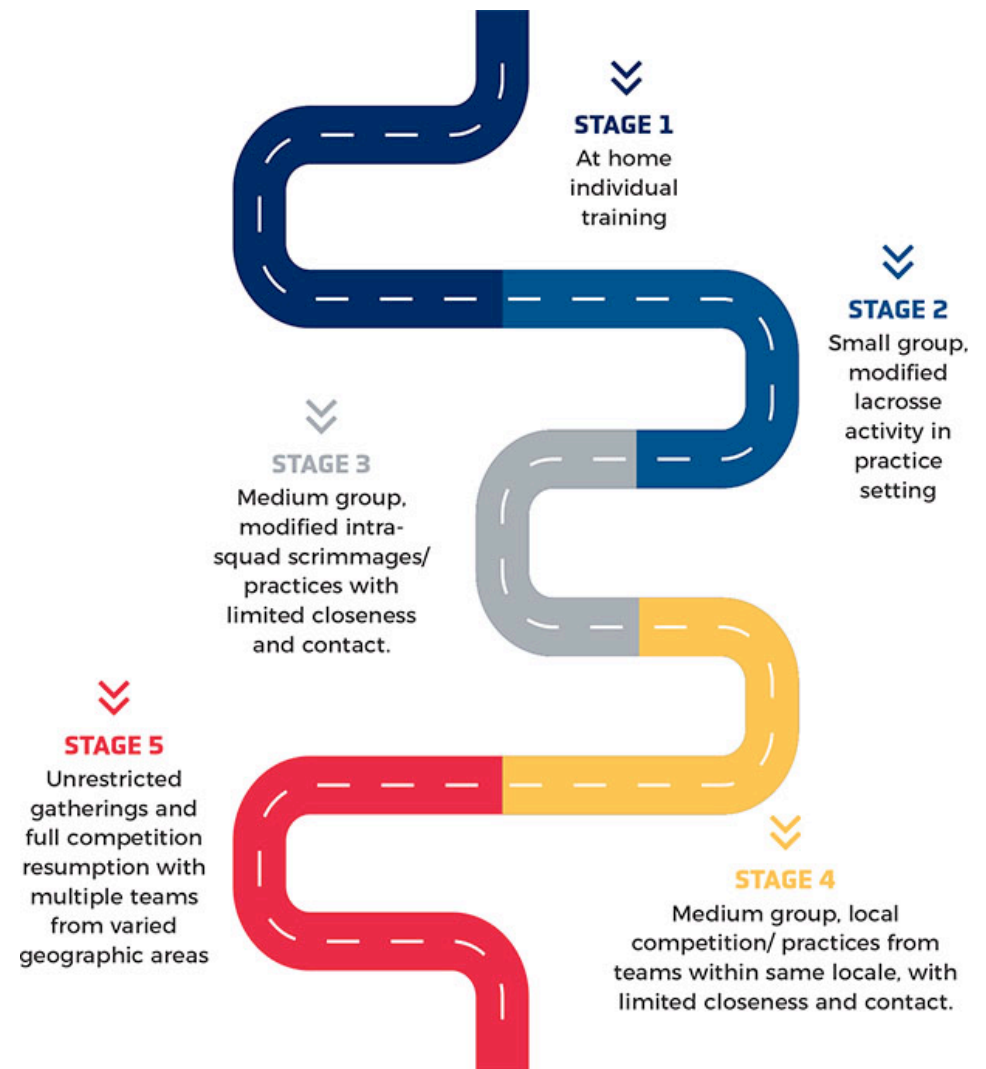 STAGE 1
At home
individual
training
STAGE 2
Small group,
modified
lacrosse
activity in
practice
setting
STAGE 3
Medium group,
modified intra-
squad scrimmages/
practices with
limited closeness
and contact.
STAGE 4
Medium group, local
competition/ practices from
teams within same locale, with
limited closeness and contact.
STAGE 5
Unrestricted
gatherings and
full competition
resumption with
multiple teams
from varied
geographic areas